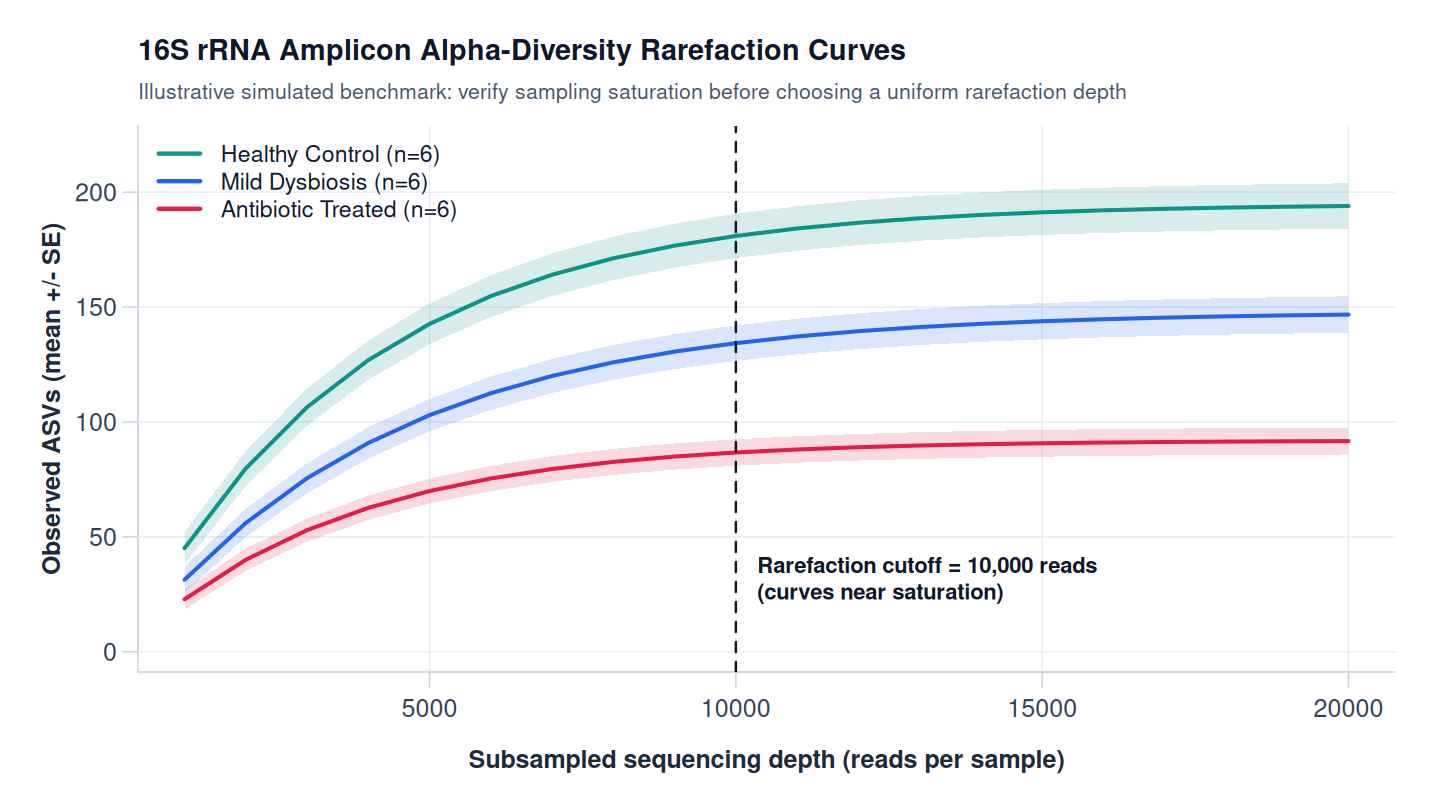 16S rRNA Amplicon Alpha-Diversity Rarefaction Curves
Illustrative simulated benchmark: verify sampling saturation before choosing a uniform rarefaction depth
Healthy Control (n=6)
Mild Dysbiosis (n=6)
Antibiotic Treated (n=6)
Observed ASVs (mean +/- SE)
200
150
100
50
0
Rarefaction cutoff = 10,000 reads
(curves near saturation)
5000
10000
15000
20000
Subsampled sequencing depth (reads per sample)